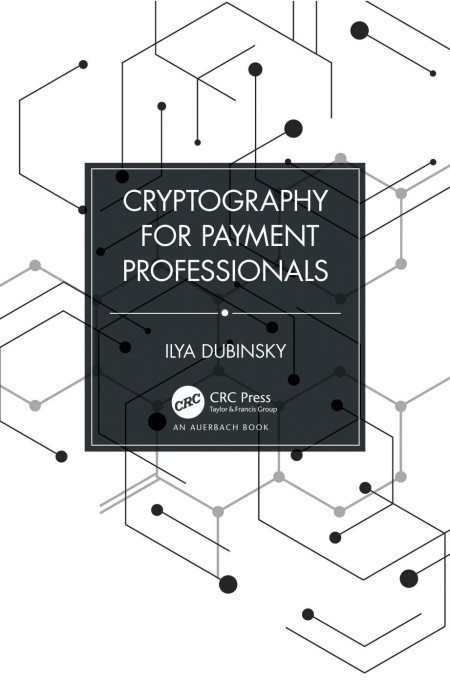 CRYPTOGRAPHY
FOR PAYMENT
PROFESSIONALS
ILYA DUBINSKY
CRC
CRC Press
Taylor & Francis Group
AN AUERBACH BOOK